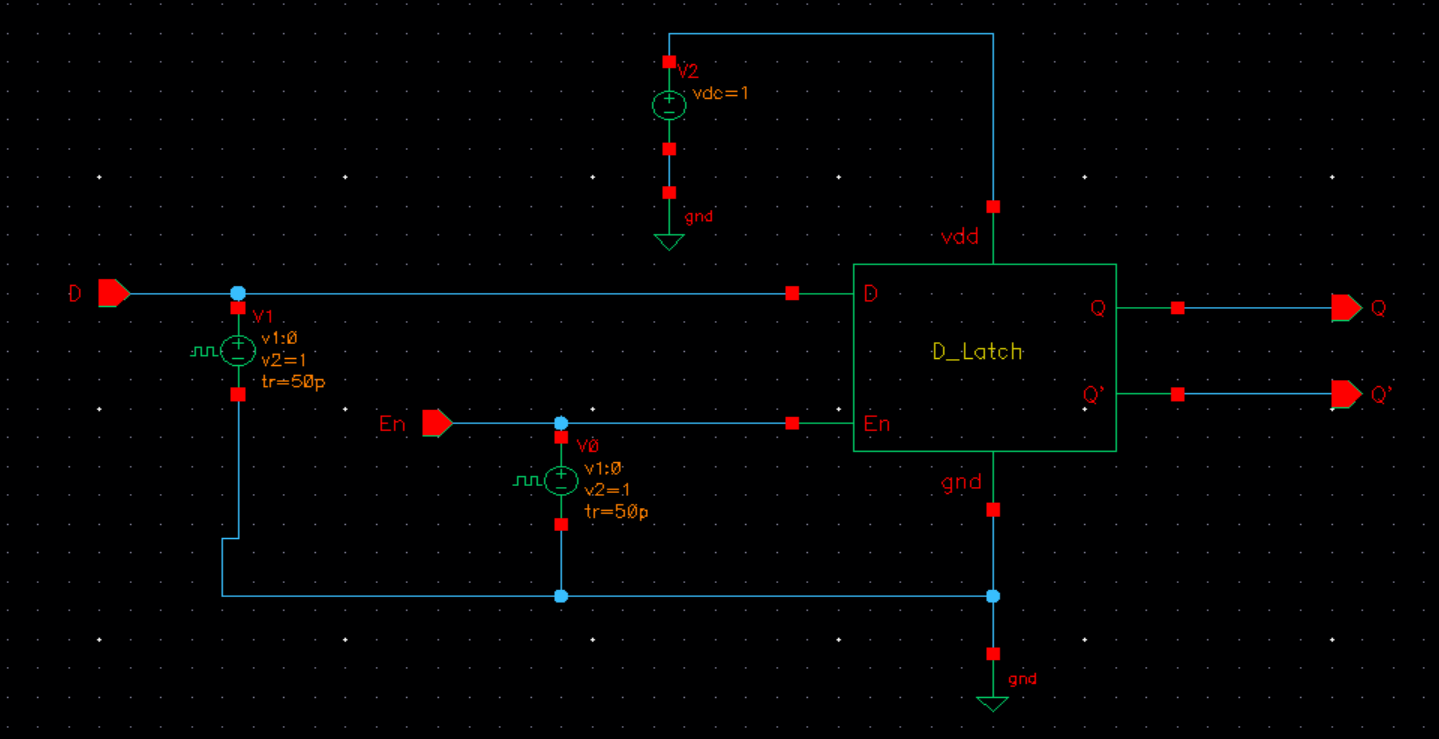 V2
vdc=1
gnd
vdd
D
V1
v1:0
v2=1
tr=50p
D
Q
Q
D_Latch
Q'
Q'
En
V0
v1:0
v2=1
tr=50p
En
gnd
gnd